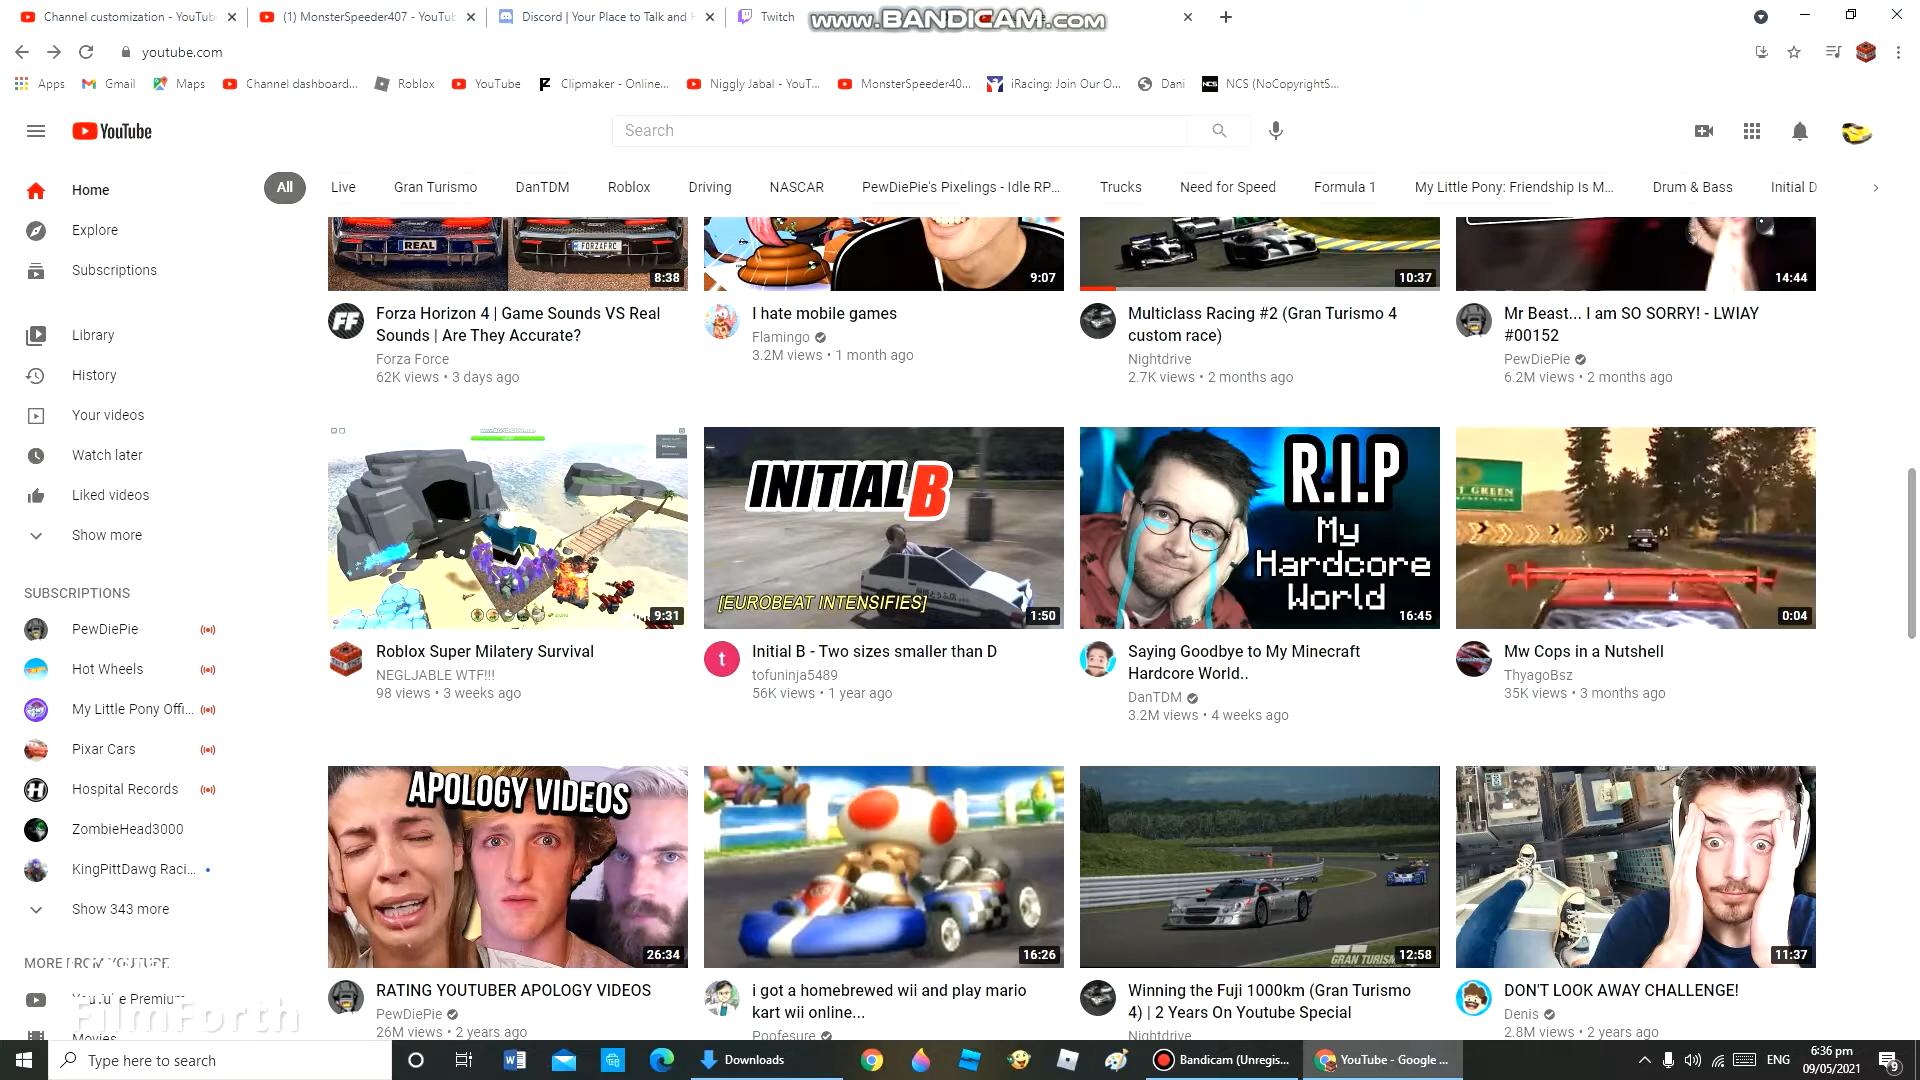 Channel customization - YouTub
(1) MonsterSpeeder407 - YouTub
Discord | Your Place to Talk and H
Twitch
www.BANDICAM.com
youtube.com
Apps
Gmail
Maps
Channel dashboard...
Roblox
YouTube
Clipmaker - Online...
Niggly Jabal - YouT...
MonsterSpeeder40...
iRacing: Join Our O...
Dani
NCS
NCS (NoCopyrightS...
YouTube
Search
Home
Explore
Subscriptions
Library
History
Your videos
Watch later
Liked videos
Show more
SUBSCRIPTIONS
PewDiePie
Hot Wheels
My Little Pony Offi...
Pixar Cars
Hospital Records
ZombieHead3000
KingPittDawg Raci...
Show 343 more
MORE FROM YOUTUBE
YouTube Premium
Movies
FilmForth
All
Live
Gran Turismo
DanTDM
Roblox
Driving
NASCAR
PewDiePie's Pixelings - Idle RP...
Trucks
Need for Speed
Formula 1
My Little Pony: Friendship Is M...
Drum & Bass
Initial D
REAL
FORZAFRC
8:38
9:07
10:37
14:44
FF
Forza Horizon 4 | Game Sounds VS Real
Sounds | Are They Accurate?
Forza Force
62K views • 3 days ago
I hate mobile games
Flamingo
3.2M views • 1 month ago
Multiclass Racing #2 (Gran Turismo 4
custom race)
Nightdrive
2.7K views • 2 months ago
Mr Beast... I am SO SORRY! - LWIAY
#00152
PewDiePie
6.2M views • 2 months ago
9:31
INITIAL B
[EUROBEAT INTENSIFIES]
1:50
R.I.P
My
Hardcore
World
16:45
0:04
Roblox Super Milatery Survival
NEGLJABLE WTF!!!
98 views • 3 weeks ago
t
Initial B - Two sizes smaller than D
tofuninja5489
56K views • 1 year ago
Saying Goodbye to My Minecraft
Hardcore World..
DanTDM
3.2M views • 4 weeks ago
Mw Cops in a Nutshell
ThyagoBsz
35K views • 3 months ago
APOLOGY VIDEOS
26:34
16:26
GRAN TURISMO
12:58
11:37
RATING YOUTUBER APOLOGY VIDEOS
PewDiePie
26M views • 2 years ago
i got a homebrewed wii and play mario
kart wii online...
Poofesure
Winning the Fuji 1000km (Gran Turismo
4) | 2 Years On Youtube Special
Nightdrive
DON'T LOOK AWAY CHALLENGE!
Denis
2.8M views • 2 years ago
Type here to search
Downloads
Bandicam (Unregis...
YouTube - Google ...
ENG
6:36 pm
09/05/2021
9